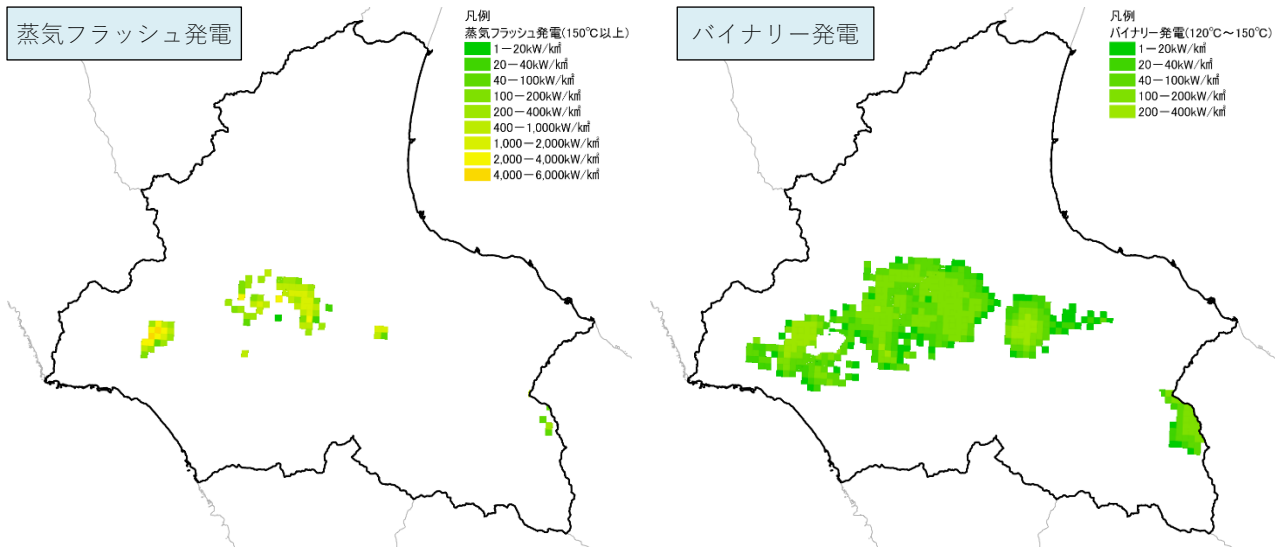 蒸気フラッシュ発電
凡例
蒸気フラッシュ発電(150℃以上)
1－20kW/k㎡
20－40kW/k㎡
40－100kW/k㎡
100－200kW/k㎡
200－400kW/k㎡
400－1,000kW/k㎡
1,000－2,000kW/k㎡
2,000－4,000kW/k㎡
4,000－6,000kW/k㎡
バイナリー発電
凡例
バイナリー発電(120℃～150℃)
1－20kW/k㎡
20－40kW/k㎡
40－100kW/k㎡
100－200kW/k㎡
200－400kW/k㎡